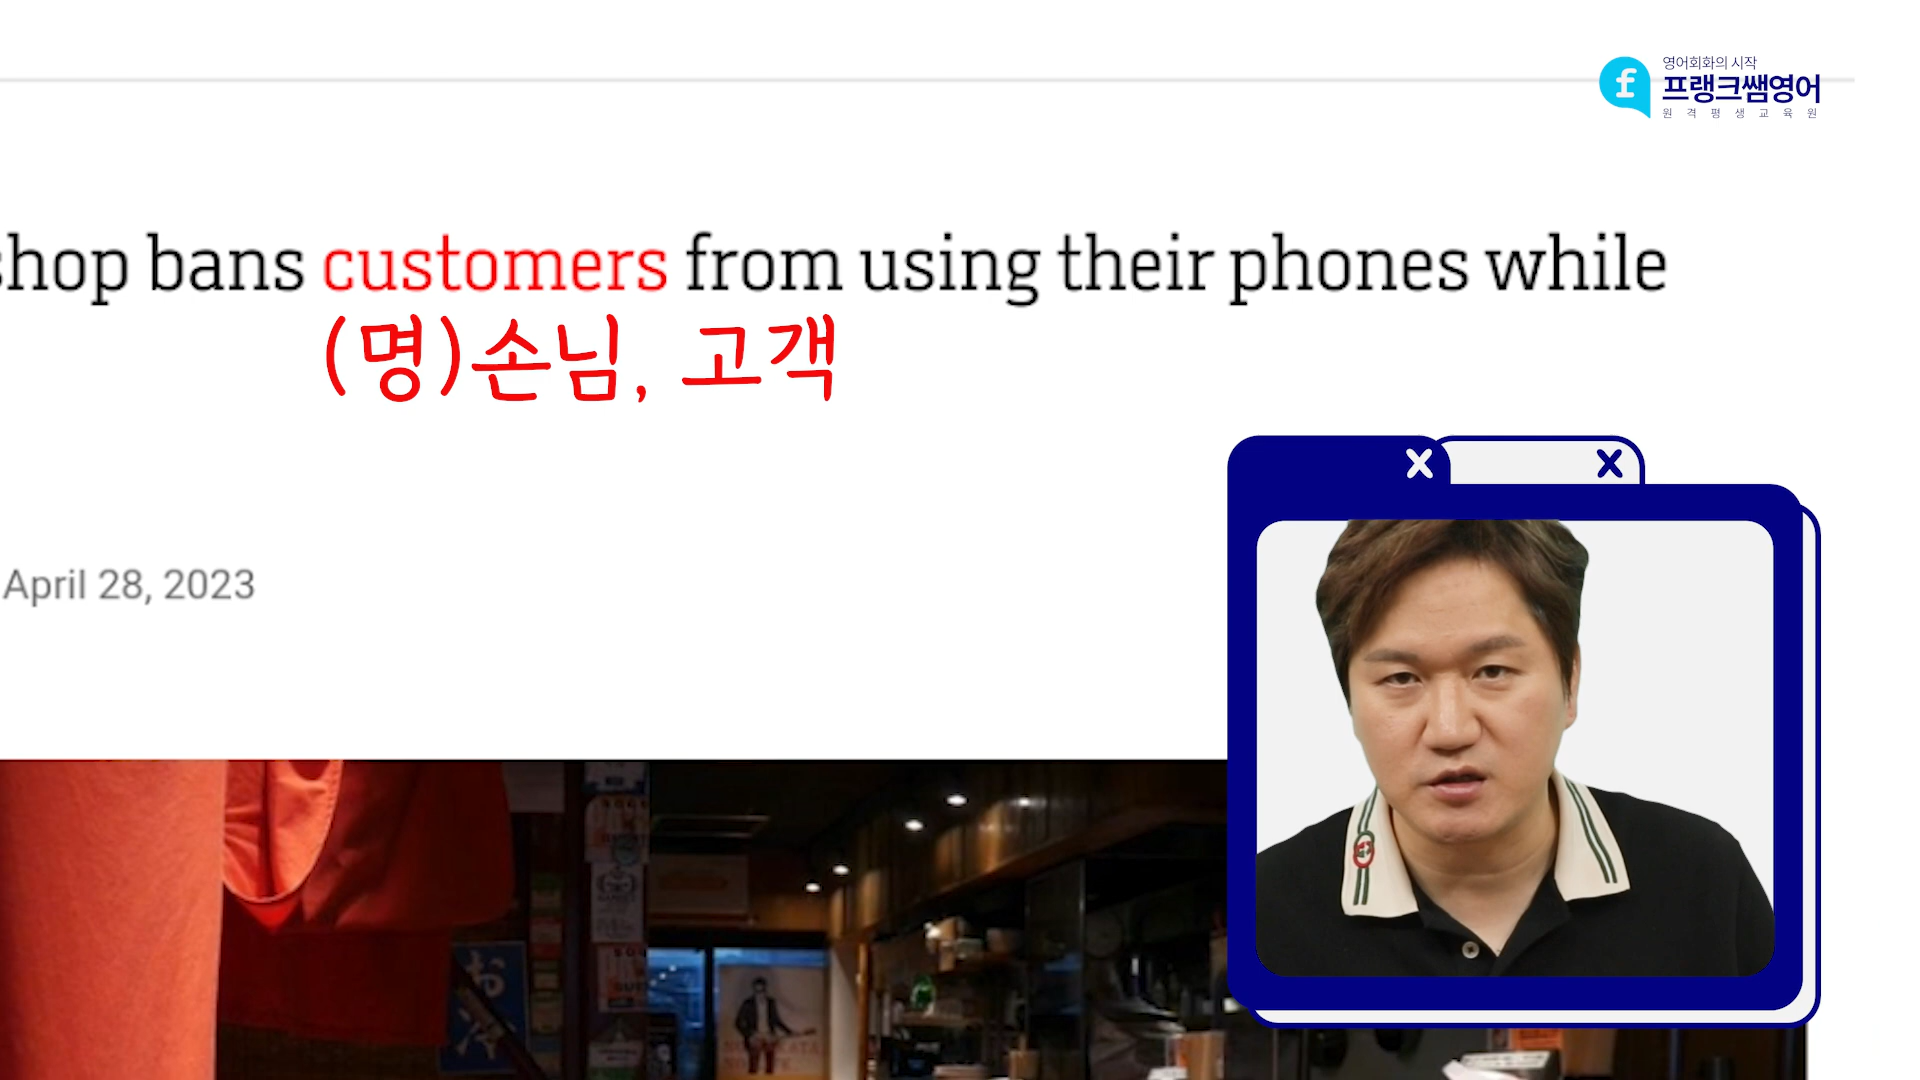 영어회화의 시작
프랭크쌤영어
원격평생교육원
shop bans customers from using their phones while
(명)손님, 고객
April 28, 2023